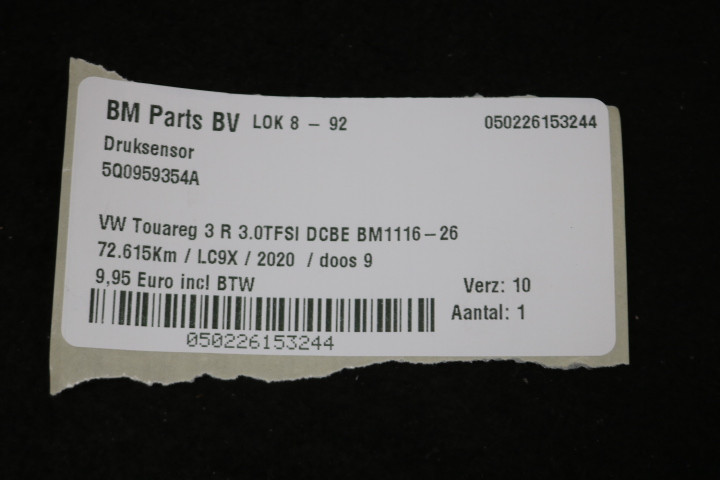 BM Parts BV LOK 8 - 92 050226153244
Druksensor
5Q0959354A
VW Touareg 3 R 3.0TFSI DCBE BM1116-26
72.615Km / LC9X / 2020 / doos 9
9,95 Euro incl BTW Verz: 10
Aantal: 1
050226153244